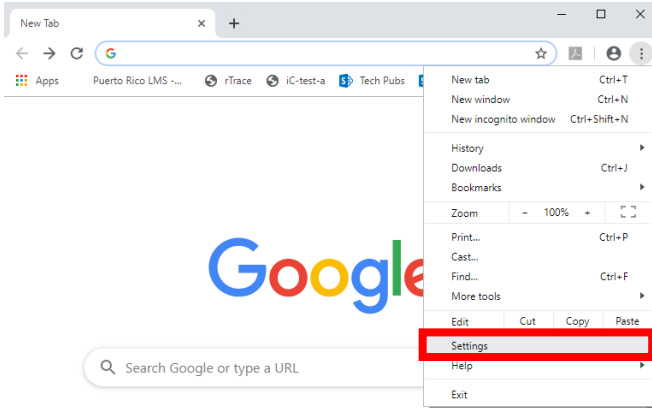 New Tab
G
Apps Puerto Rico LMS -... rTrace iC-test-a Tech Pubs
New tab Ctrl+T
New window Ctrl+N
New incognito window Ctrl+Shift+N
History
Downloads Ctrl+J
Bookmarks
Zoom - 100% +
Print... Ctrl+P
Cast...
Find... Ctrl+F
More tools
Edit Cut Copy Paste
Settings
Help
Exit
Google
Search Google or type a URL